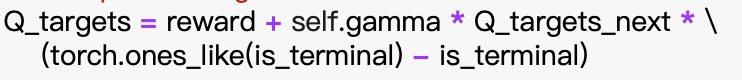 Q_targets = reward + self.gamma * Q_targets_next * \
(torch.ones_like(is_terminal) - is_terminal)